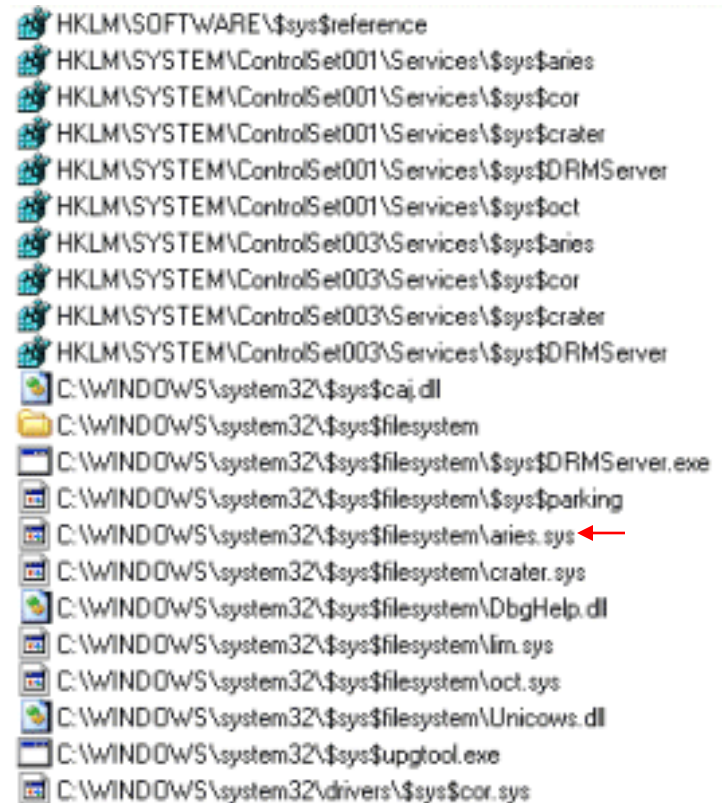 HKLM\SOFTWARE\$sys$reference
HKLM\SYSTEM\ControlSet001\Services\$sys$aries
HKLM\SYSTEM\ControlSet001\Services\$sys$cor
HKLM\SYSTEM\ControlSet001\Services\$sys$crater
HKLM\SYSTEM\ControlSet001\Services\$sys$DRMServer
HKLM\SYSTEM\ControlSet001\Services\$sys$oct
HKLM\SYSTEM\ControlSet003\Services\$sys$aries
HKLM\SYSTEM\ControlSet003\Services\$sys$cor
HKLM\SYSTEM\ControlSet003\Services\$sys$crater
HKLM\SYSTEM\ControlSet003\Services\$sys$DRMServer
C:\WINDOWS\system32\$sys$caj.dll
C:\WINDOWS\system32\$sys$filesystem
C:\WINDOWS\system32\$sys$filesystem\$sys$DRMServer.exe
C:\WINDOWS\system32\$sys$filesystem\$sys$parking
C:\WINDOWS\system32\$sys$filesystem\aries.sys
C:\WINDOWS\system32\$sys$filesystem\crater.sys
C:\WINDOWS\system32\$sys$filesystem\DbgHelp.dll
C:\WINDOWS\system32\$sys$filesystem\lim.sys
C:\WINDOWS\system32\$sys$filesystem\oct.sys
C:\WINDOWS\system32\$sys$filesystem\Unicows.dll
C:\WINDOWS\system32\$sys$upgtool.exe
C:\WINDOWS\system32\drivers\$sys$cor.sys